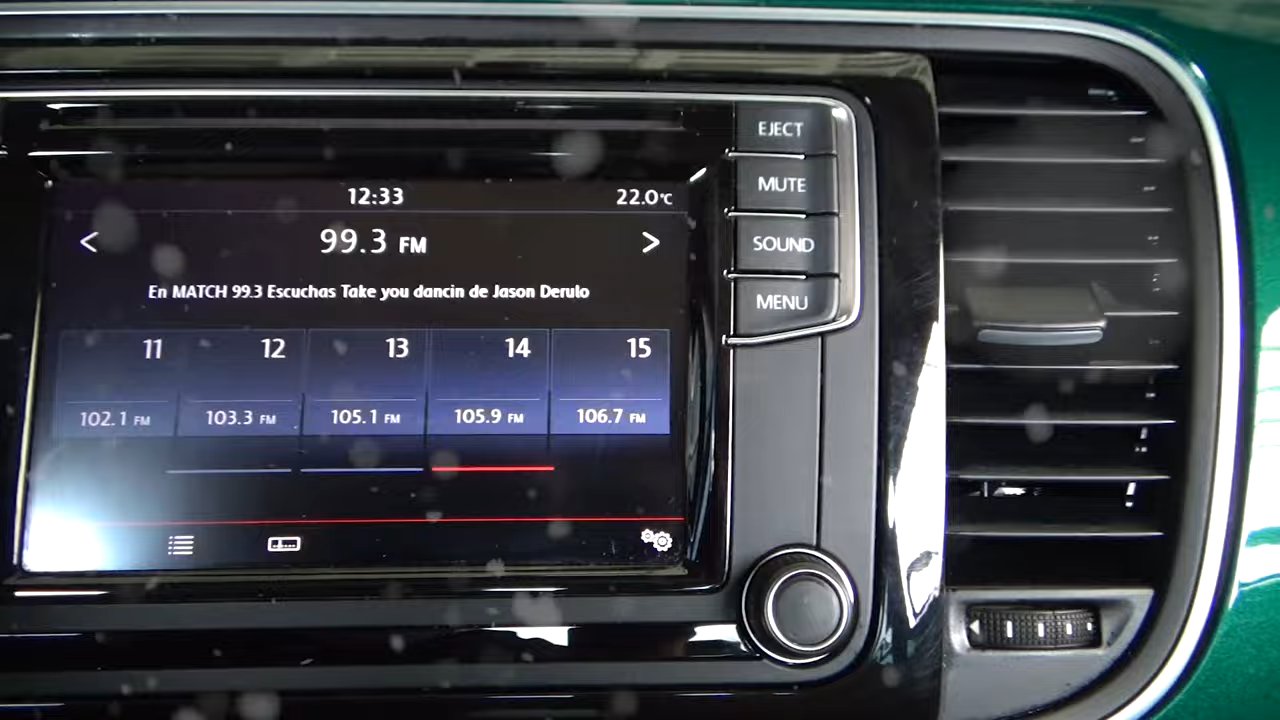 EJECT
MUTE
12:33 22.0°C
99.3 FM
SOUND
En MATCH 99.3 Escuchas Take you dancin de Jason Derulo
MENU
11 12 13 14 15
102.1 FM 103.3 FM 105.1 FM 105.9 FM 106.7 FM